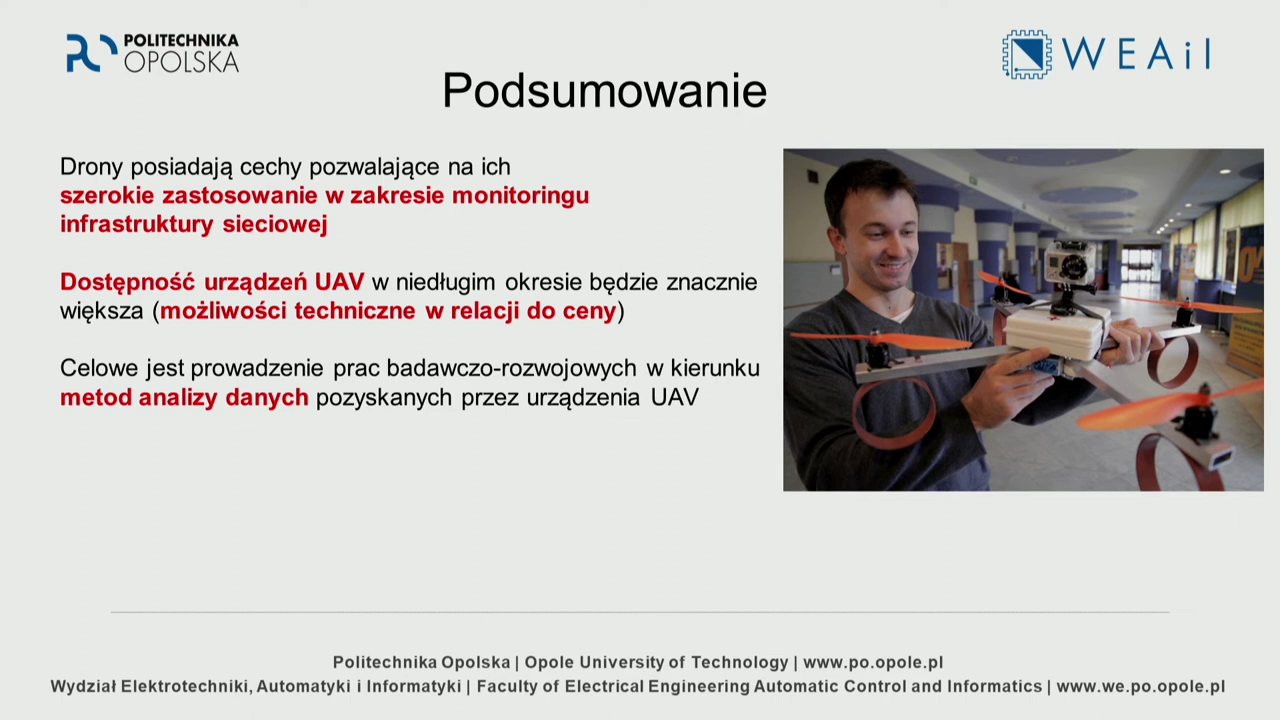 POLITECHNIKA
OPOLSKA
WEAiI
Podsumowanie
Drony posiadają cechy pozwalające na ich
szerokie zastosowanie w zakresie monitoringu
infrastruktury sieciowej
Dostępność urządzeń UAV w niedługim okresie będzie znacznie
większa (możliwości techniczne w relacji do ceny)
Celowe jest prowadzenie prac badawczo-rozwojowych w kierunku
metod analizy danych pozyskanych przez urządzenia UAV
Politechnika Opolska | Opole University of Technology | www.po.opole.pl
Wydział Elektrotechniki, Automatyki i Informatyki | Faculty of Electrical Engineering Automatic Control and Informatics | www.we.po.opole.pl